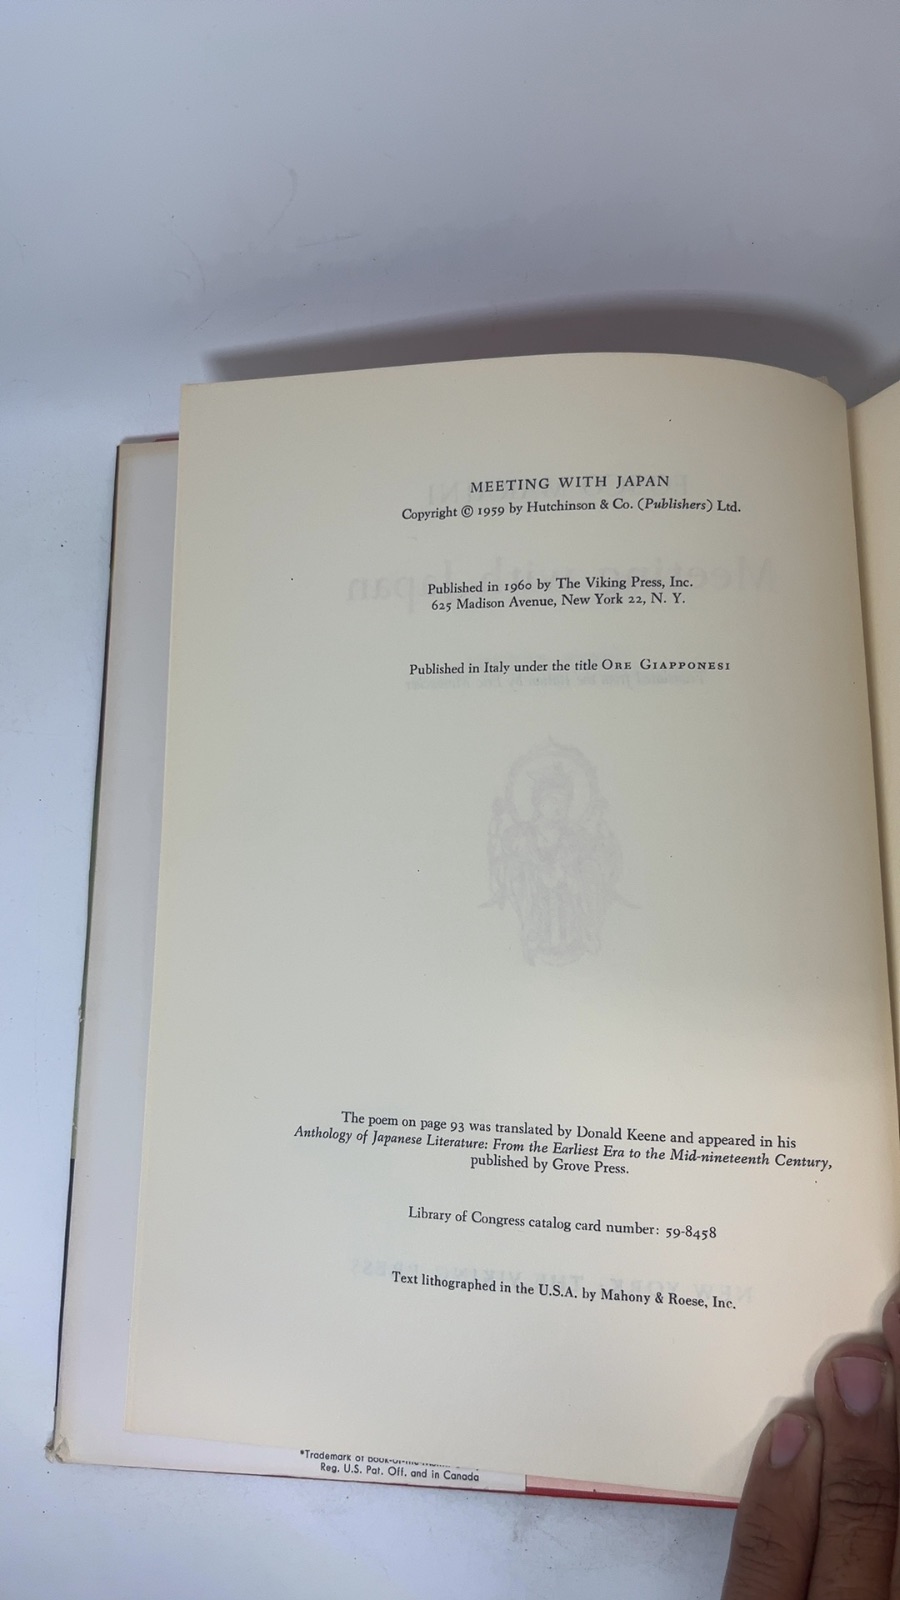 MEETING WITH JAPAN
Copyright © 1959 by Hutchinson & Co. (Publishers) Ltd.
Published in 1960 by The Viking Press, Inc.
625 Madison Avenue, New York 22, N. Y.
Published in Italy under the title ORE GIAPPONESI
The poem on page 93 was translated by Donald Keene and appeared in his
Anthology of Japanese Literature: From the Earliest Era to the Mid-nineteenth Century,
published by Grove Press.
Library of Congress catalog card number: 59-8458
Text lithographed in the U.S.A. by Mahony & Roese, Inc.
*Trademark of
Reg. U.S. Pat. Off. and in Canada